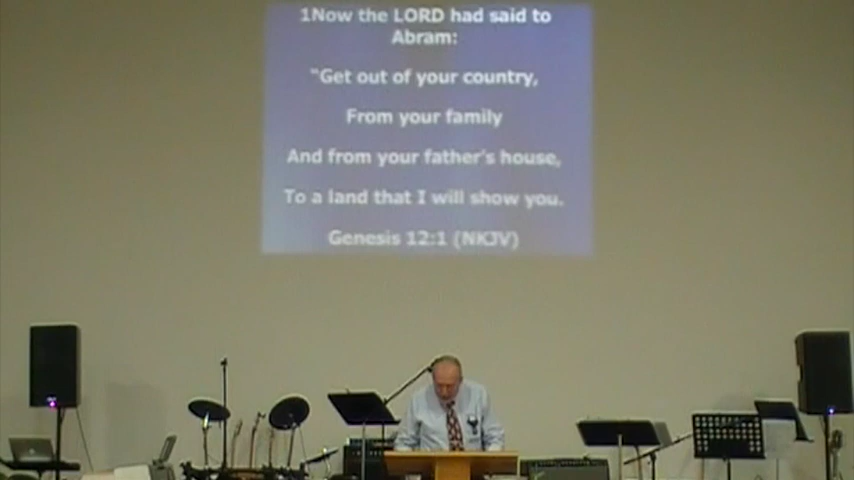 1Now the LORD had said to
Abram:
“Get out of your country,
From your family
And from your father's house,
To a land that I will show you.
Genesis 12:1 (NKJV)